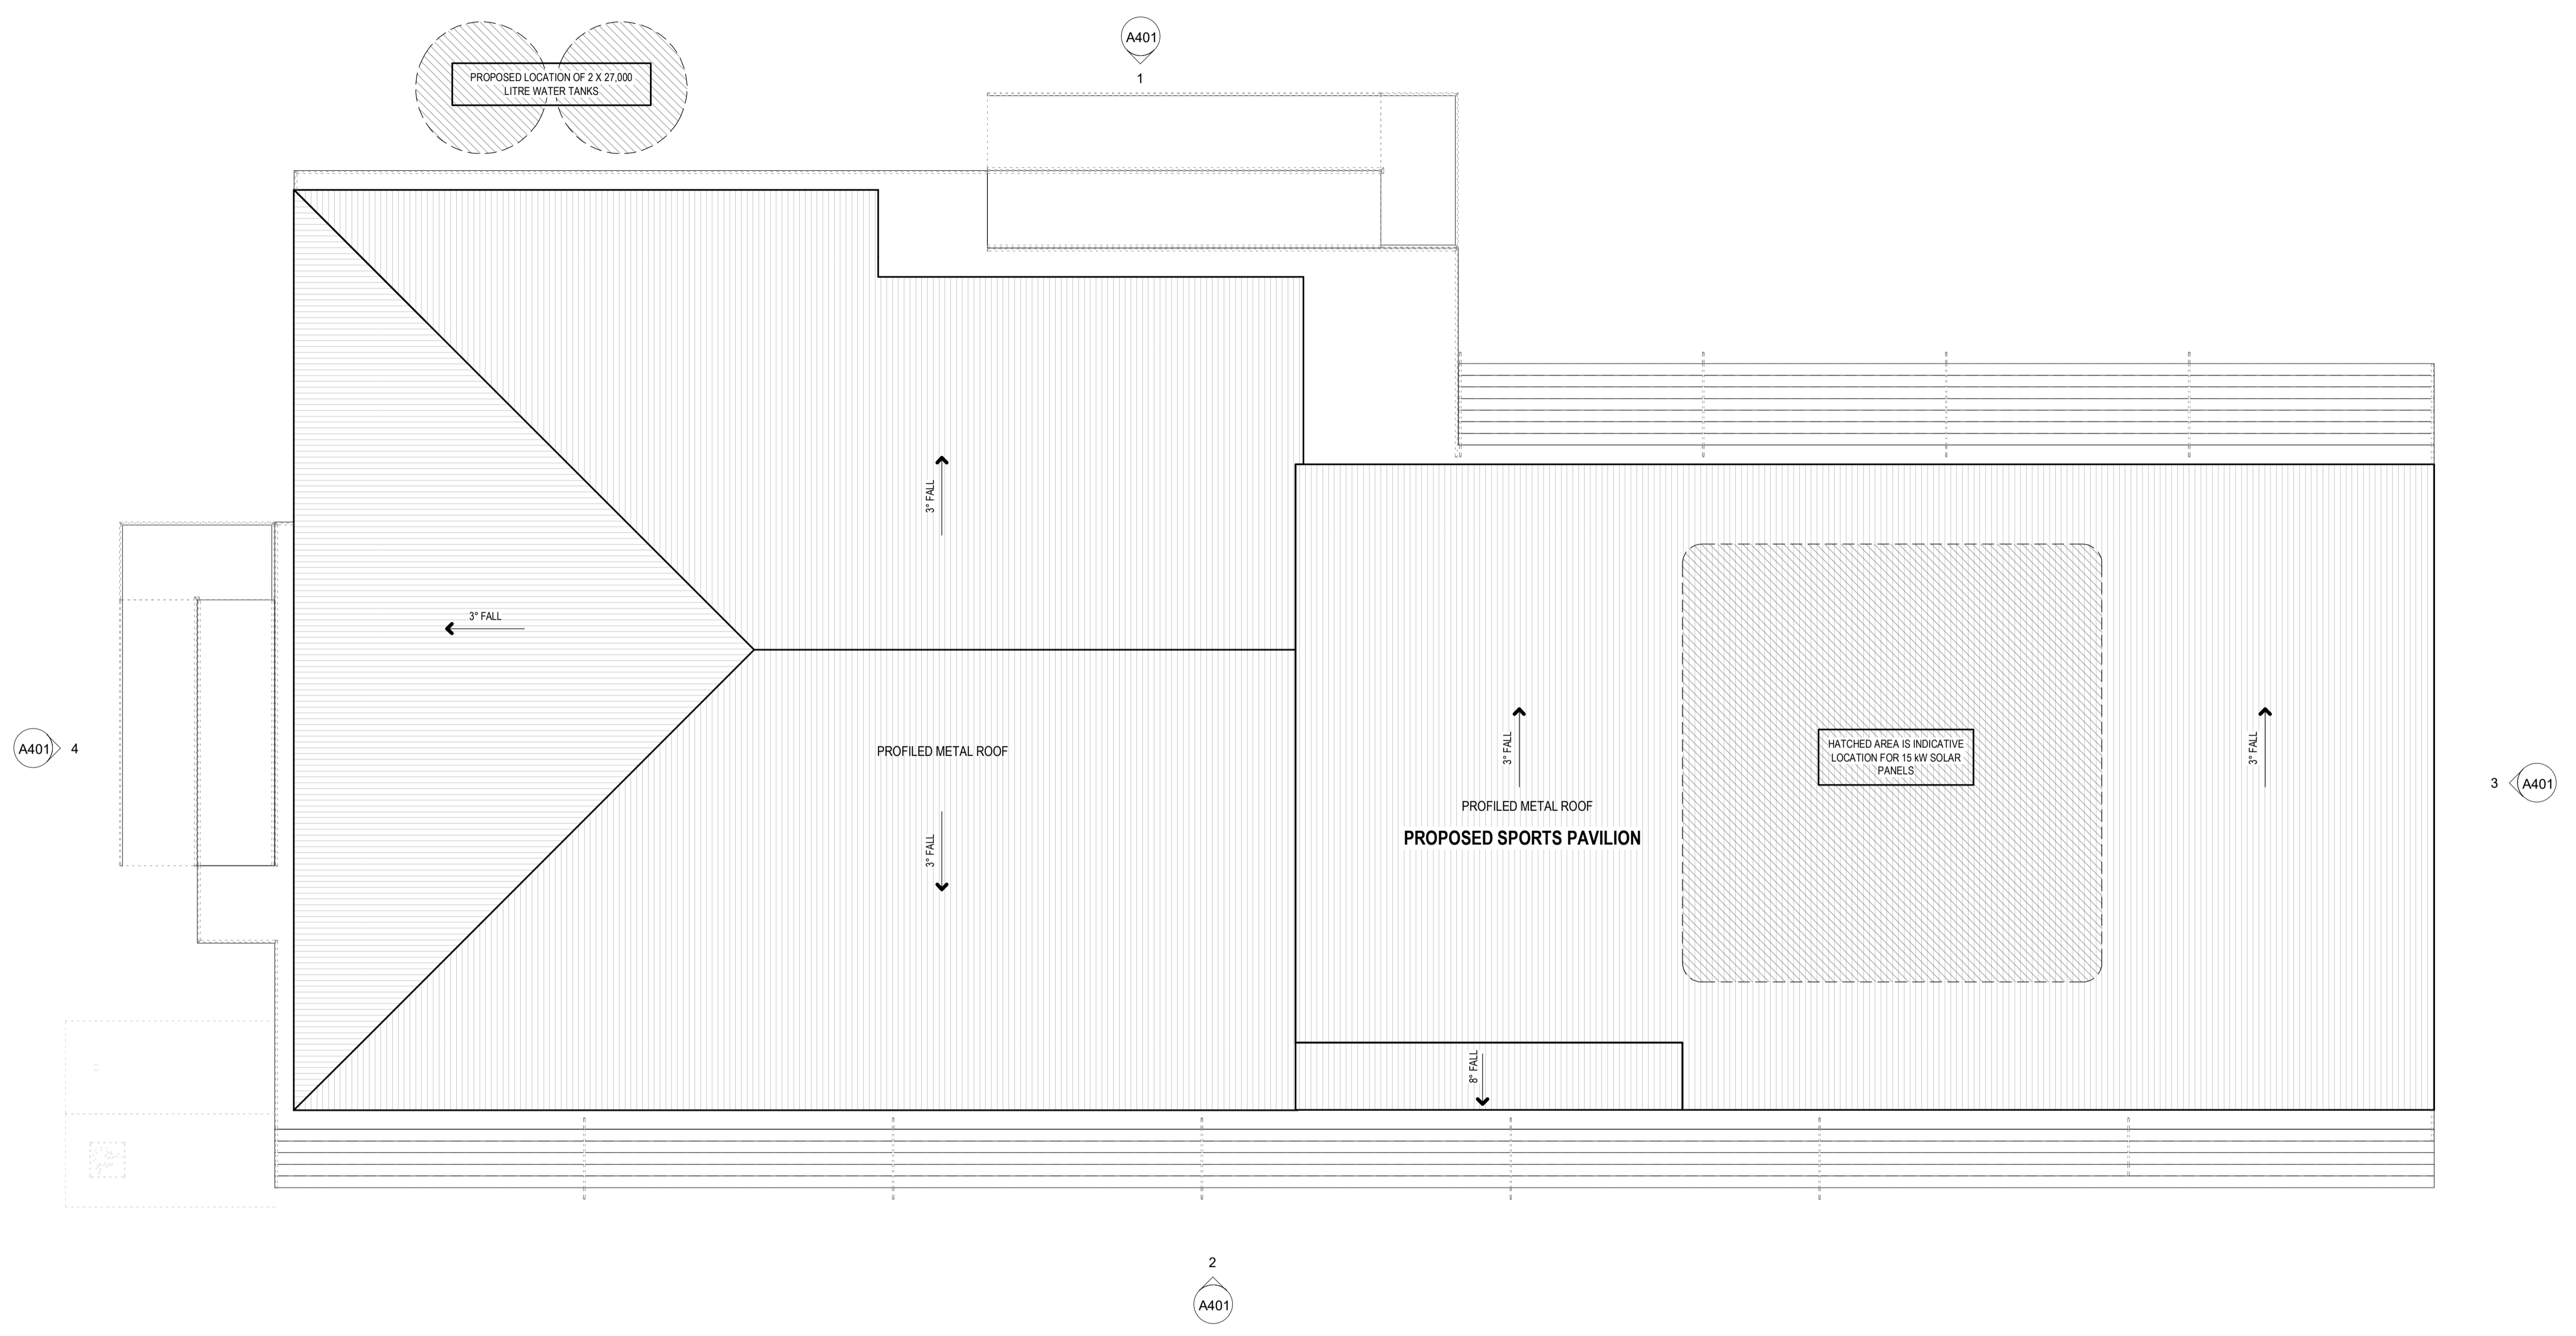 A401
1
PROPOSED LOCATION OF 2 X 27,000
LITRE WATER TANKS
3° FALL
3° FALL
A401
4
PROFILED METAL ROOF
3° FALL
3° FALL
PROFILED METAL ROOF
PROPOSED SPORTS PAVILION
HATCHED AREA IS INDICATIVE
LOCATION FOR 15 kW SOLAR
PANELS
3° FALL
3
A401
8° FALL
2
A401